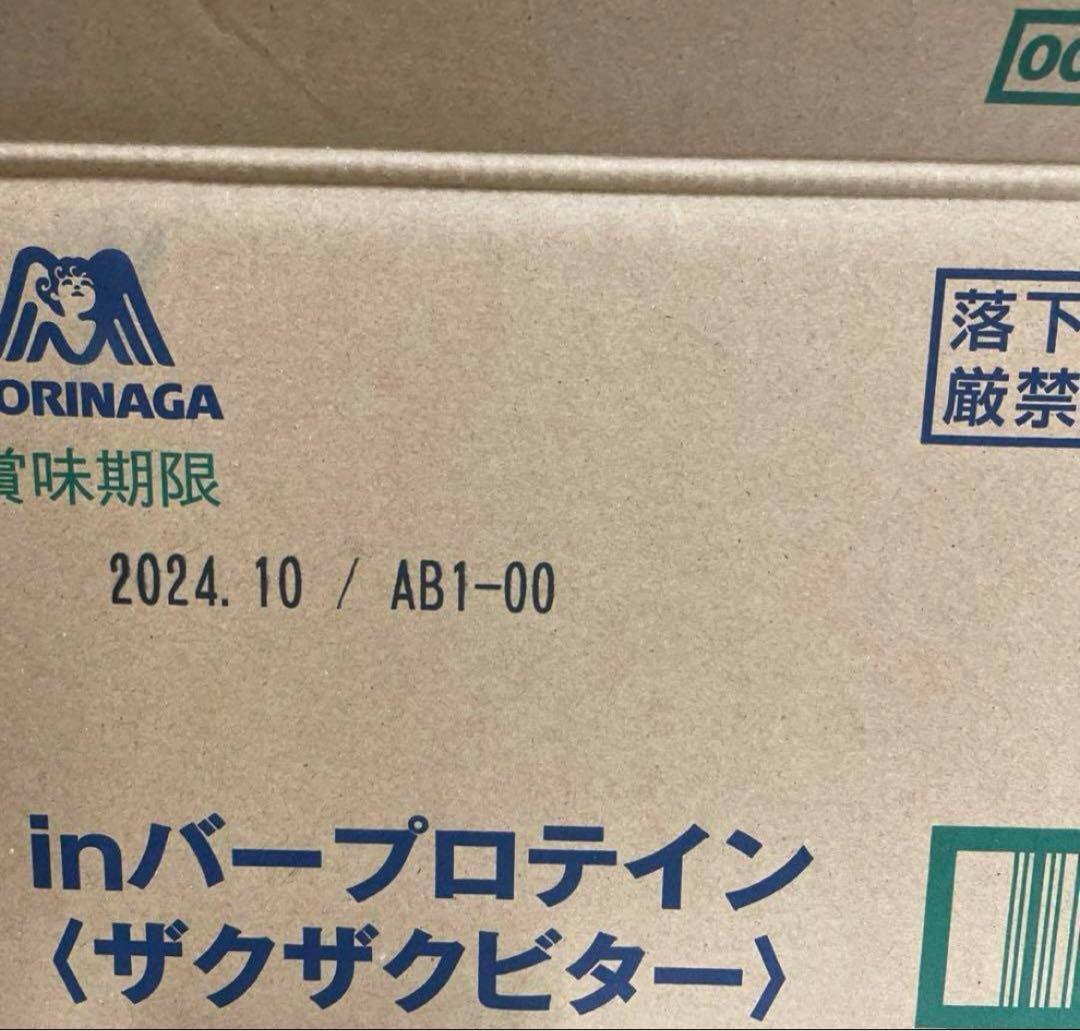 落下
厳禁
ORINAGA
賞味期限
2024.10 / AB1-00
inバープロテイン
〈ザクザクビター〉